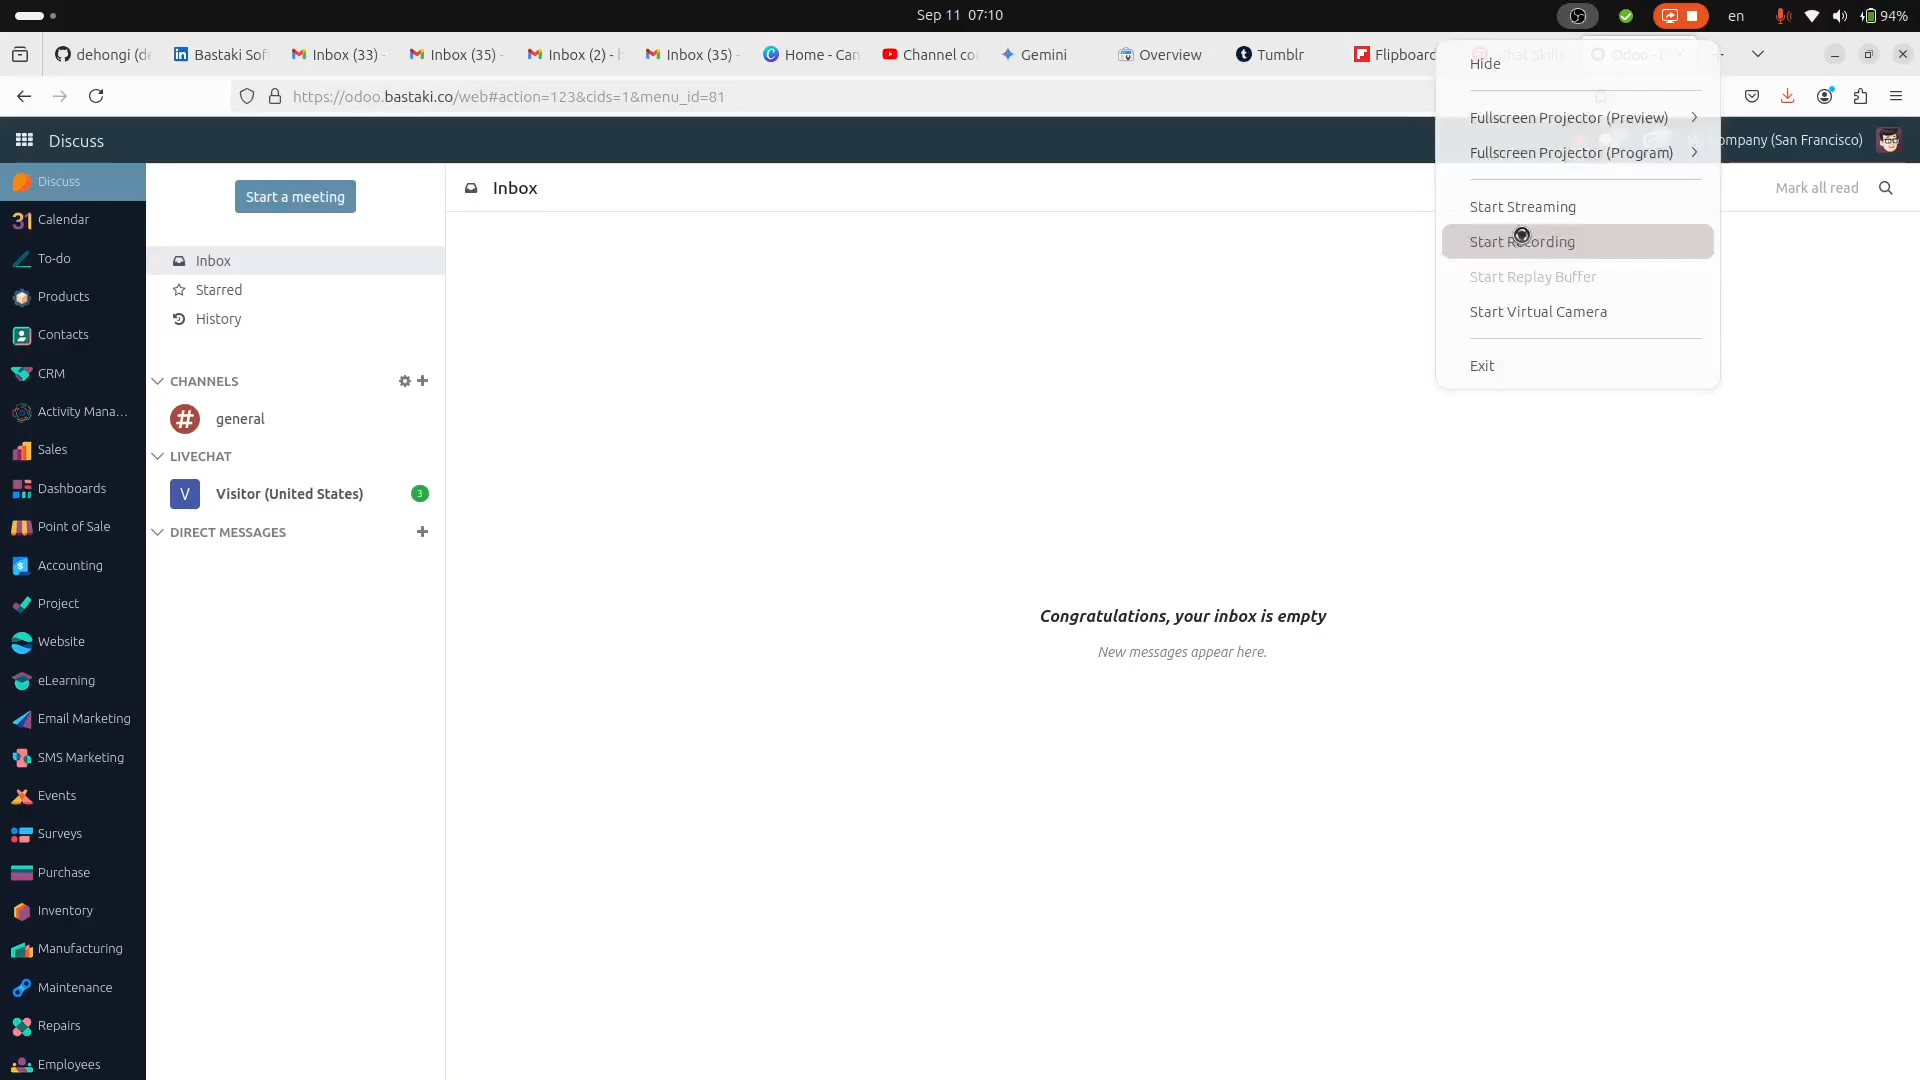 Sep 11 07:10
en
94%
dehongi (de
Bastaki Sof
Inbox (33) -
Inbox (35) -
Inbox (2) - h
Inbox (35) -
Home - Can
Channel co
Gemini
Overview
Tumblr
Flipboard
Odoo -
https://odoo.bastaki.co/web#action=123&cids=1&menu_id=81
Discuss
ompany (San Francisco)
Hide
Fullscreen Projector (Preview)
Fullscreen Projector (Program)
Start Streaming
Start Recording
Start Replay Buffer
Start Virtual Camera
Exit
Discuss
Calendar
To-do
Products
Contacts
CRM
Activity Mana...
Sales
Dashboards
Point of Sale
Accounting
Project
Website
eLearning
Email Marketing
SMS Marketing
Events
Surveys
Purchase
Inventory
Manufacturing
Maintenance
Repairs
Employees
Start a meeting
Inbox
Starred
History
CHANNELS
general
LIVECHAT
V Visitor (United States) 3
DIRECT MESSAGES
Inbox
Mark all read
Congratulations, your inbox is empty
New messages appear here.